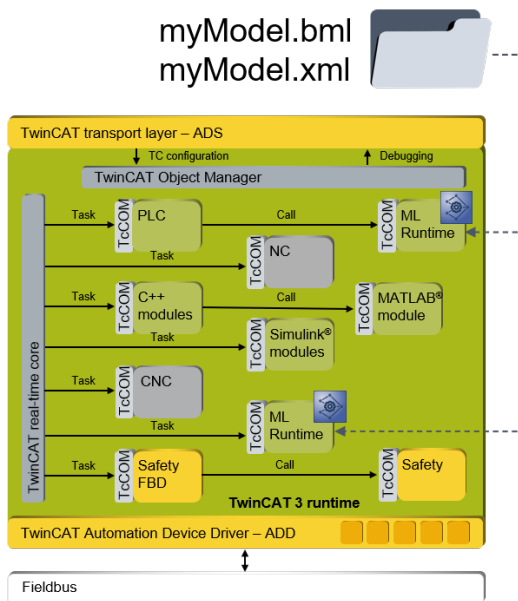 myModel.bml
myModel.xml
TwinCAT transport layer – ADS
TC configuration
Debugging
TwinCAT Object Manager
TwinCAT real-time core
Task
TcCOM
PLC
Call
TcCOM
ML
Runtime
Task
TcCOM
NC
Task
TcCOM
C++
modules
Call
TcCOM
MATLAB®
module
Task
TcCOM
Simulink®
modules
Task
TcCOM
CNC
Task
TcCOM
ML
Runtime
Task
TcCOM
Safety
FBD
Call
TcCOM
Safety
TwinCAT 3 runtime
TwinCAT Automation Device Driver – ADD
Fieldbus